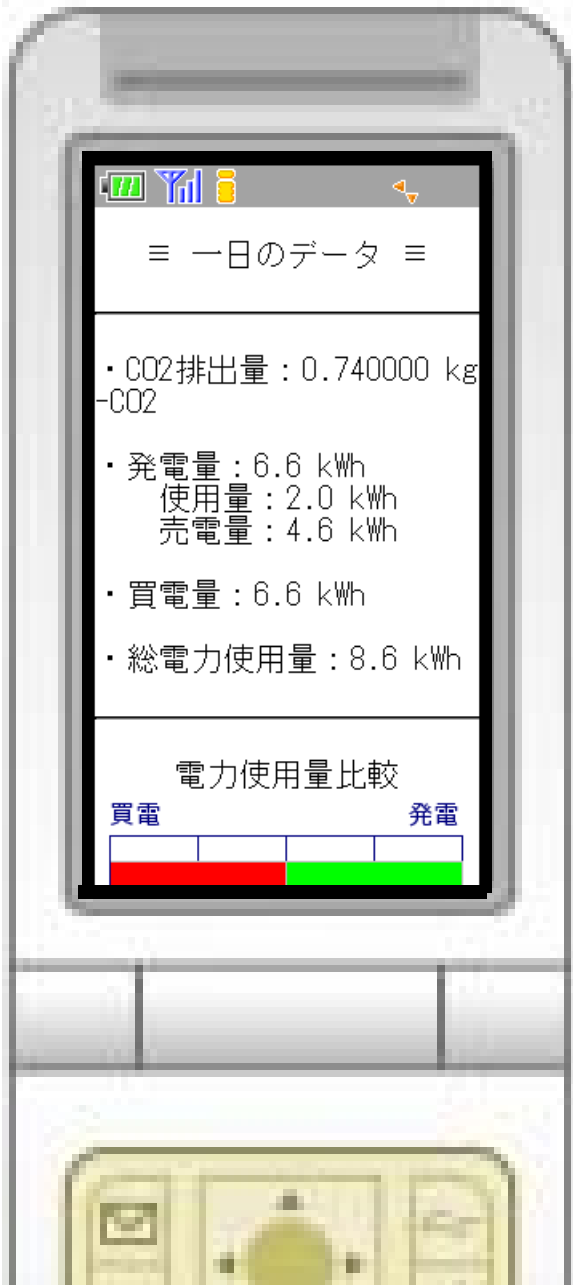 ≡ 一日のデータ ≡
・CO2排出量：0.740000 kg
-CO2
・発電量：6.6 kWh
使用量：2.0 kWh
売電量：4.6 kWh
・買電量：6.6 kWh
・総電力使用量：8.6 kWh
電力使用量比較
買電 発電